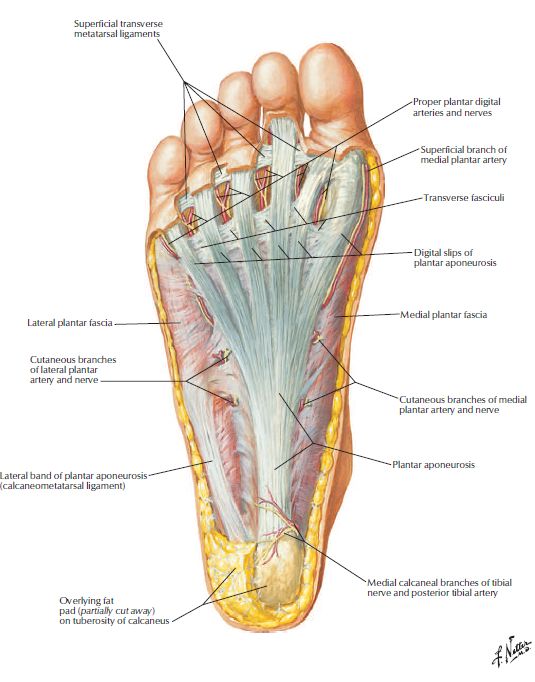 Superficial transverse
metatarsal ligaments
Proper plantar digital
arteries and nerves
Superficial branch of
medial plantar artery
Transverse fasciculi
Digital slips of
plantar aponeurosis
Lateral plantar fascia
Medial plantar fascia
Cutaneous branches
of lateral plantar
artery and nerve
Cutaneous branches of medial
plantar artery and nerve
Plantar aponeurosis
Lateral band of plantar aponeurosis
(calcaneometatarsal ligament)
Medial calcaneal branches of tibial
nerve and posterior tibial artery
Overlying fat
pad (partially cut away)
on tuberosity of calcaneus
F. Netter
M.D.